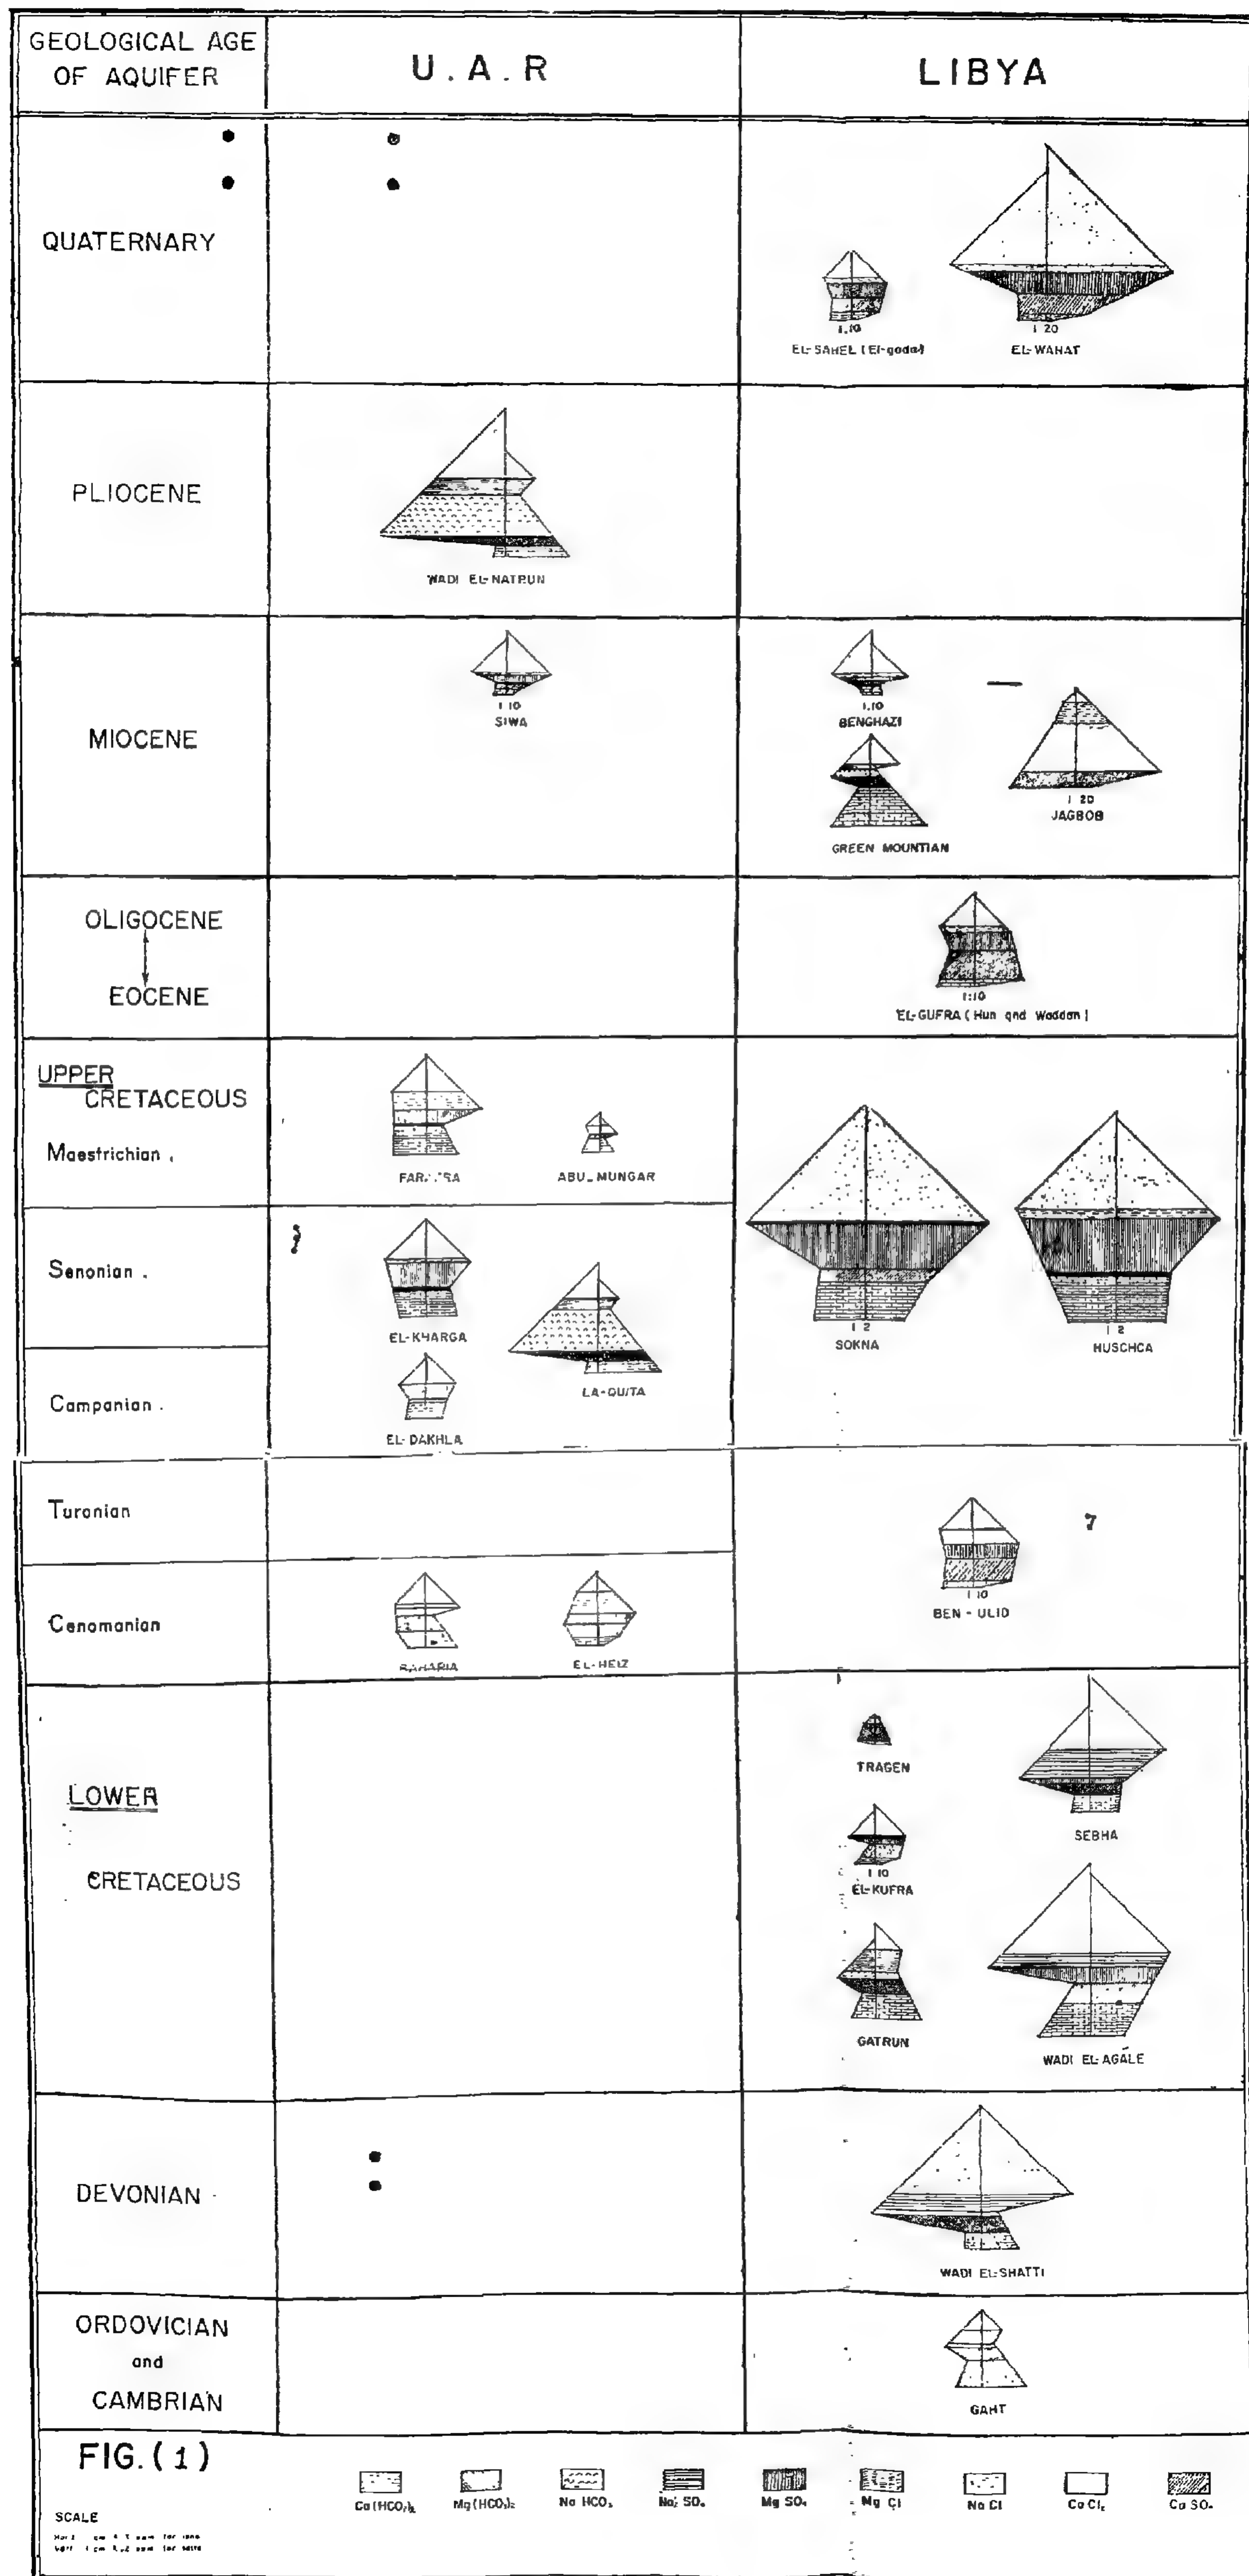 GEOLOGICAL AGE
OF AQUIFER
U.A.R
LIBYA
QUATERNARY
1.10
EL-SAHEL (El-goda)
1 20
EL-WAHAT
PLIOCENE
WADI EL-NATRUN
MIOCENE
1 10
SIWA
1.10
BENGHAZI
GREEN MOUNTIAN
1 20
JAGBOB
OLIGOCENE
EOCENE
1:10
EL-GUFRA (Hun and Waddan)
UPPER
CRETACEOUS
Maestrichian .
ABU-MUNGAR
Senonian .
EL-KHARGA
LA-QUITA
1 2
SOKNA
1 2
HUSCHCA
Campanian .
EL-DAKHLA
Turonian
7
1 10
BEN - ULID
Cenomanian
BAHARIA
EL-HEIZ
LOWER
CRETACEOUS
TRAGEN
SEBHA
1 10
EL-KUFRA
GATRUN
WADI EL-AGALE
DEVONIAN
WADI EL-SHATTI
ORDOVICIAN
and
CAMBRIAN
GAHT
FIG.(1)
Ca(HCO₃)₂
Mg(HCO₃)₂
Na HCO₃
Na₂ SO₄
Mg SO₄
Mg Cl
Na Cl
Ca Cl₂
Ca SO₄
SCALE